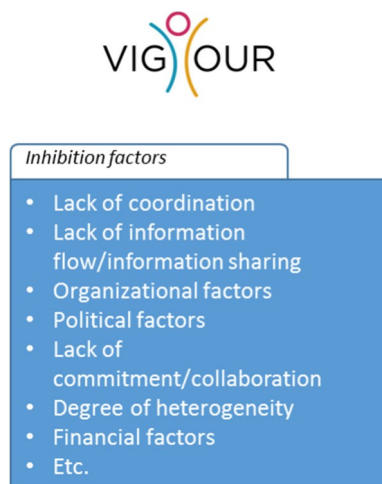 VIGOUR
Inhibition factors
• Lack of coordination
• Lack of information
flow/information sharing
• Organizational factors
• Political factors
• Lack of
commitment/collaboration
• Degree of heterogeneity
• Financial factors
• Etc.